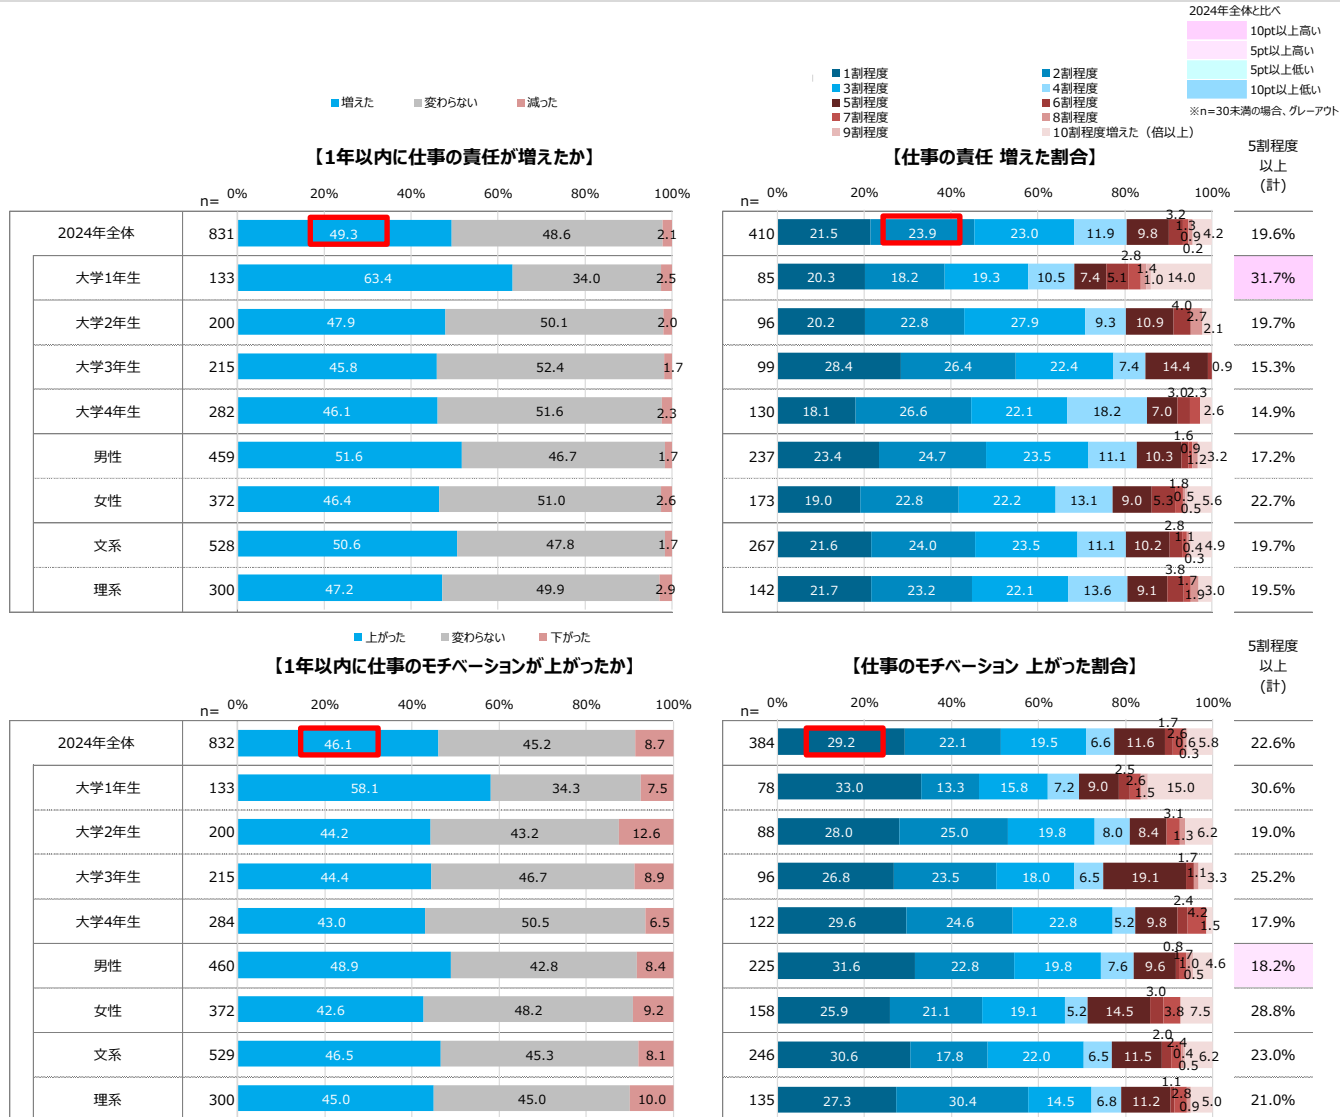 2024年全体と比べ
10pt以上高い
5pt以上高い
5pt以上低い
10pt以上低い
※n=30未満の場合、グレーアウト
■増えた ■変わらない ■減った
■1割程度 ■2割程度
■3割程度 ■4割程度
■5割程度 ■6割程度
■7割程度 ■8割程度
■9割程度 ■10割程度増えた（倍以上）
【1年以内に仕事の責任が増えたか】 【仕事の責任 増えた割合】
5割程度
以上
(計)
n= 0% 20% 40% 60% 80% 100% n= 0% 20% 40% 60% 80% 100%
2024年全体 831 49.3 48.6 2.1 410 21.5 23.9 23.0 11.9 9.8 3.2 1.3 0.9 0.2 4.2 19.6%
大学1年生 133 63.4 34.0 2.5 85 20.3 18.2 19.3 10.5 7.4 5.1 2.8 1.4 1.0 14.0 31.7%
大学2年生 200 47.9 50.1 2.0 96 20.2 22.8 27.9 9.3 10.9 4.0 2.7 2.1 19.7%
大学3年生 215 45.8 52.4 1.7 99 28.4 26.4 22.4 7.4 14.4 0.9 15.3%
大学4年生 282 46.1 51.6 2.3 130 18.1 26.6 22.1 18.2 7.0 3.0 2.3 2.6 14.9%
男性 459 51.6 46.7 1.7 237 23.4 24.7 23.5 11.1 10.3 1.6 0.9 1.2 3.2 17.2%
女性 372 46.4 51.0 2.6 173 19.0 22.8 22.2 13.1 9.0 5.3 1.8 0.5 0.5 5.6 22.7%
文系 528 50.6 47.8 1.7 267 21.6 24.0 23.5 11.1 10.2 2.8 1.1 0.4 0.3 4.9 19.7%
理系 300 47.2 49.9 2.9 142 21.7 23.2 22.1 13.6 9.1 3.8 1.7 1.9 3.0 19.5%
■上がった ■変わらない ■下がった
【1年以内に仕事のモチベーションが上がったか】 【仕事のモチベーション 上がった割合】
5割程度
以上
(計)
n= 0% 20% 40% 60% 80% 100% n= 0% 20% 40% 60% 80% 100%
2024年全体 832 46.1 45.2 8.7 384 29.2 22.1 19.5 6.6 11.6 1.7 2.6 0.6 0.3 5.8 22.6%
大学1年生 133 58.1 34.3 7.5 78 33.0 13.3 15.8 7.2 9.0 2.5 2.6 1.5 15.0 30.6%
大学2年生 200 44.2 43.2 12.6 88 28.0 25.0 19.8 8.0 8.4 3.1 1.3 6.2 19.0%
大学3年生 215 44.4 46.7 8.9 96 26.8 23.5 18.0 6.5 19.1 1.7 1.1 3.3 25.2%
大学4年生 284 43.0 50.5 6.5 122 29.6 24.6 22.8 5.2 9.8 2.4 4.2 1.5 17.9%
男性 460 48.9 42.8 8.4 225 31.6 22.8 19.8 7.6 9.6 0.8 1.7 1.0 0.5 4.6 18.2%
女性 372 42.6 48.2 9.2 158 25.9 21.1 19.1 5.2 14.5 3.0 3.8 7.5 28.8%
文系 529 46.5 45.3 8.1 246 30.6 17.8 22.0 6.5 11.5 2.0 2.4 0.4 0.5 6.2 23.0%
理系 300 45.0 45.0 10.0 135 27.3 30.4 14.5 6.8 11.2 1.1 2.8 0.9 5.0 21.0%